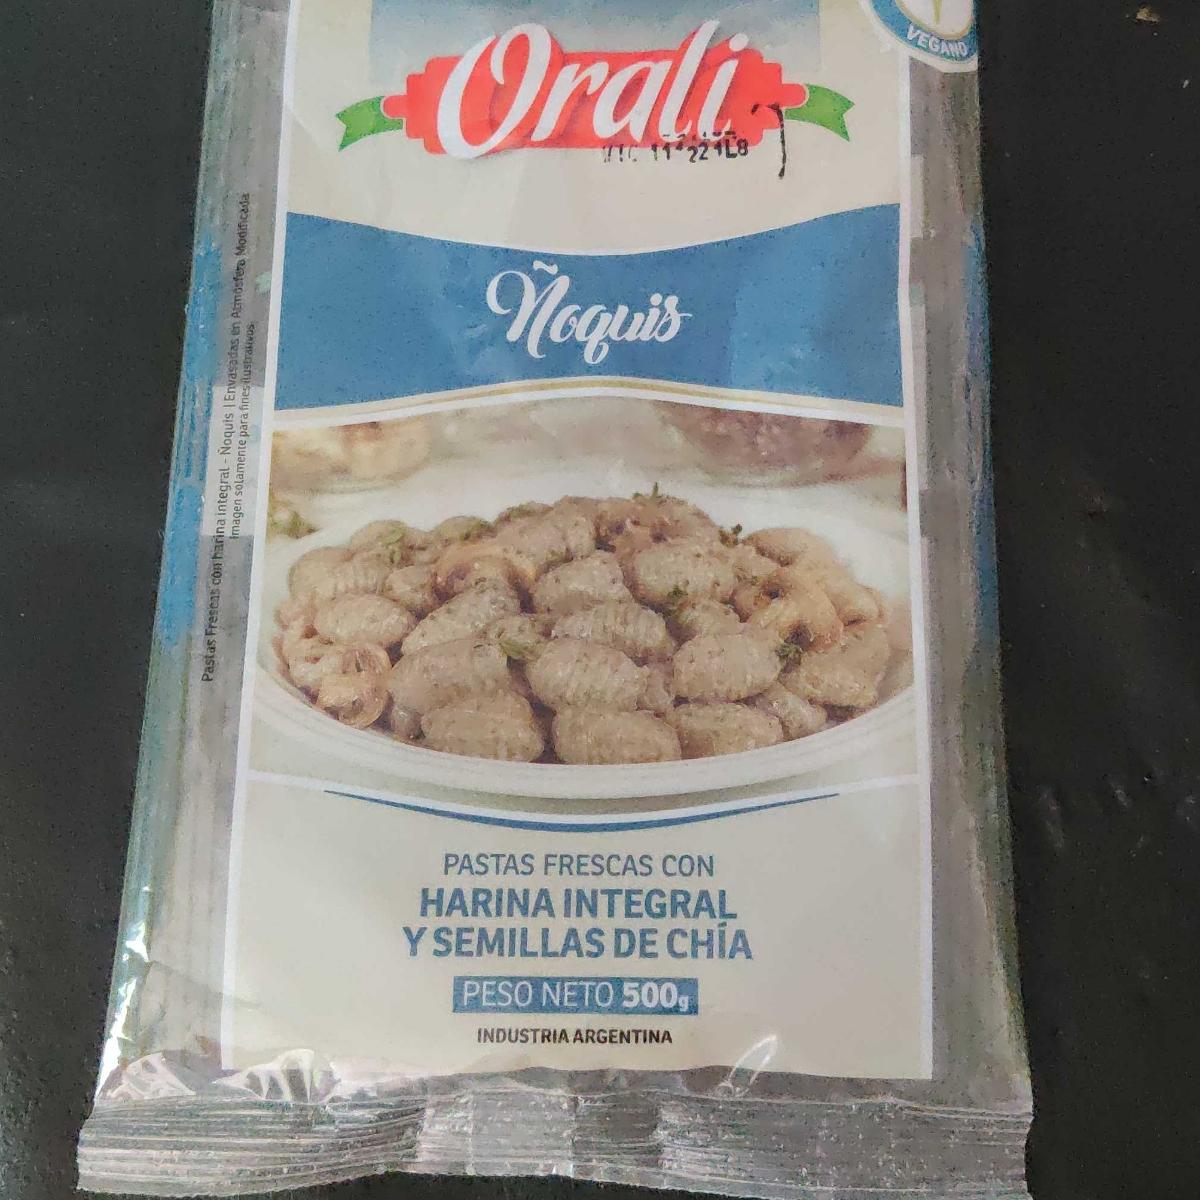 VEGANO
Orali
Ñoquis
Pastas Frescas con harina integral - Ñoquis | Envasadas en Atmósfera Modificada
Imagen solamente para fines ilustrativos
PASTAS FRESCAS CON
HARINA INTEGRAL
Y SEMILLAS DE CHÍA
PESO NETO 500g
INDUSTRIA ARGENTINA